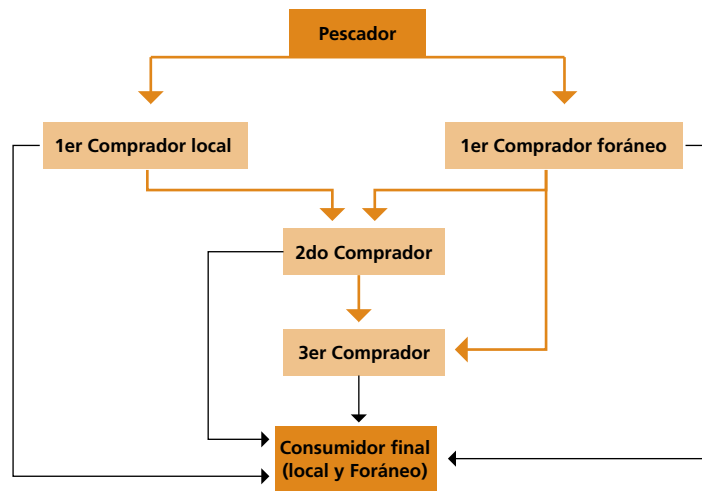 Pescador
1er Comprador local
1er Comprador foráneo
2do Comprador
3er Comprador
Consumidor final
(local y Foráneo)